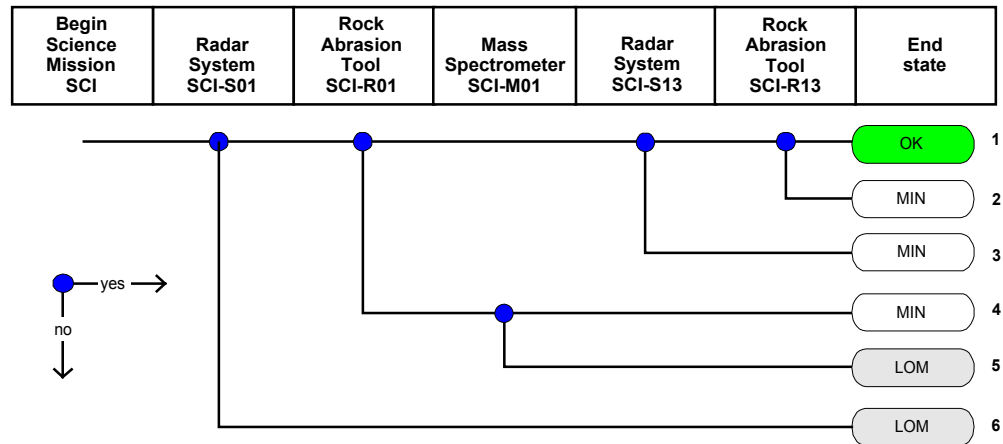 Begin
Science
Mission
SCI
Radar
System
SCI-S01
Rock
Abrasion
Tool
SCI-R01
Mass
Spectrometer
SCI-M01
Radar
System
SCI-S13
Rock
Abrasion
Tool
SCI-R13
End
state
OK 1
MIN 2
MIN 3
yes
no
MIN 4
LOM 5
LOM 6